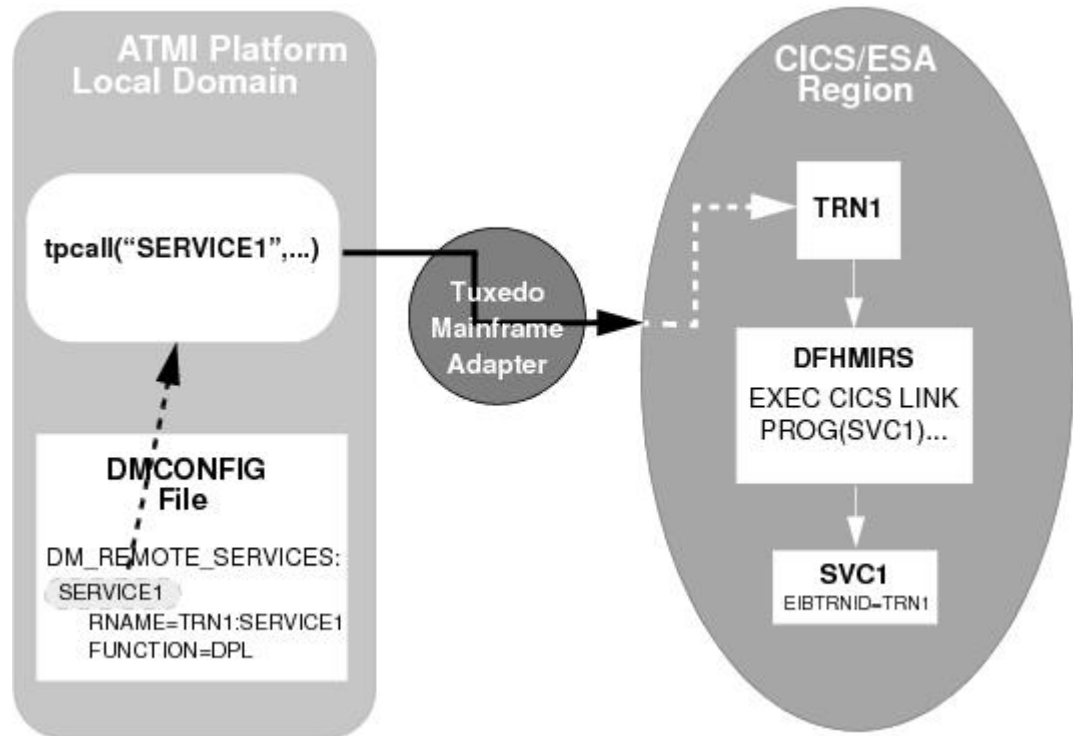 ATMI Platform
Local Domain
tpcall(“SERVICE1”,...)
DMCONFIG
File
DM_REMOTE_SERVICES:
SERVICE1
RNAME=TRN1:SERVICE1
FUNCTION=DPL
Tuxedo
Mainframe
Adapter
CICS/ESA
Region
TRN1
DFHMIRS
EXEC CICS LINK
PROG(SVC1)...
SVC1
EIBTRNID=TRN1